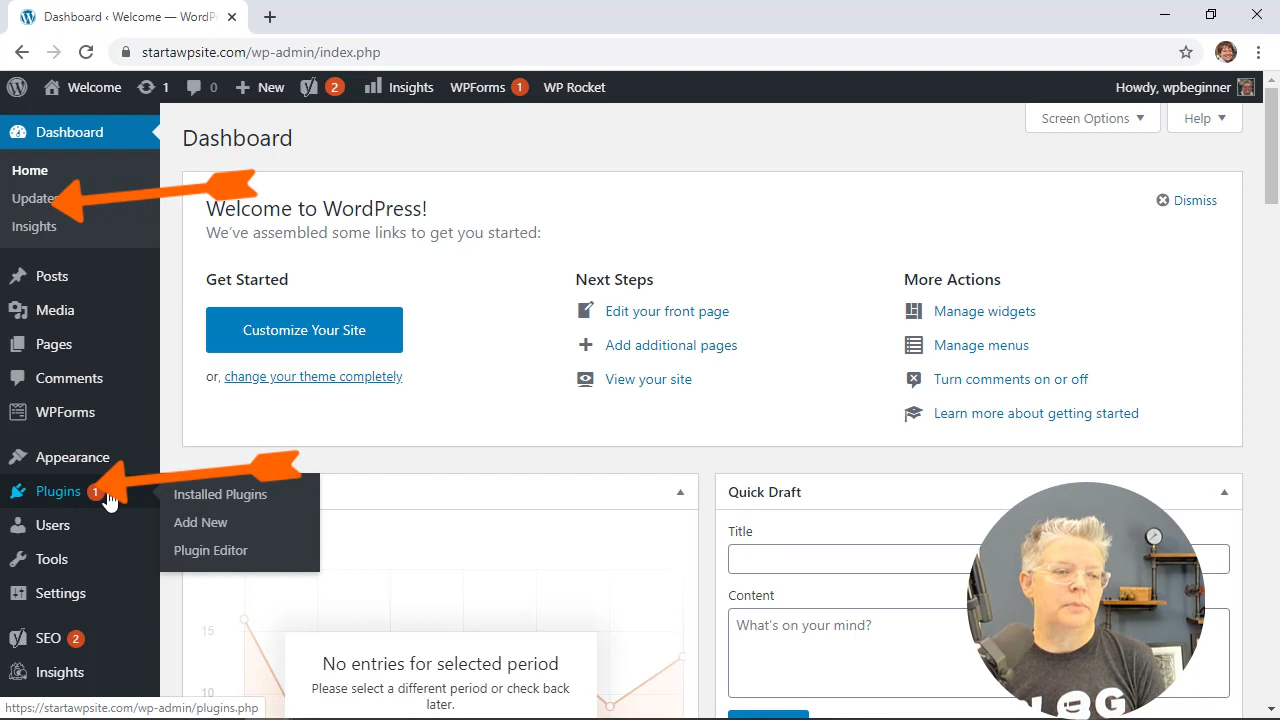 Dashboard ‹ Welcome — WordP
startawpsite.com/wp-admin/index.php
Welcome 1 0 New 2 Insights WPForms 1 WP Rocket Howdy, wpbeginner
Dashboard
Home
Insights
Posts
Media
Pages
Comments
WPForms
Appearance
Plugins 1
Installed Plugins
Add New
Plugin Editor
Users
Tools
Settings
SEO 2
Insights
Dashboard
Screen Options
Help
Welcome to WordPress!
We've assembled some links to get you started:
Dismiss
Get Started
Customize Your Site
or, change your theme completely
Next Steps
Edit your front page
Add additional pages
View your site
More Actions
Manage widgets
Manage menus
Turn comments on or off
Learn more about getting started
15
10
No entries for selected period
Please select a different period or check back
later.
Quick Draft
Title
Content
What's on your mind?
https://startawpsite.com/wp-admin/plugins.php